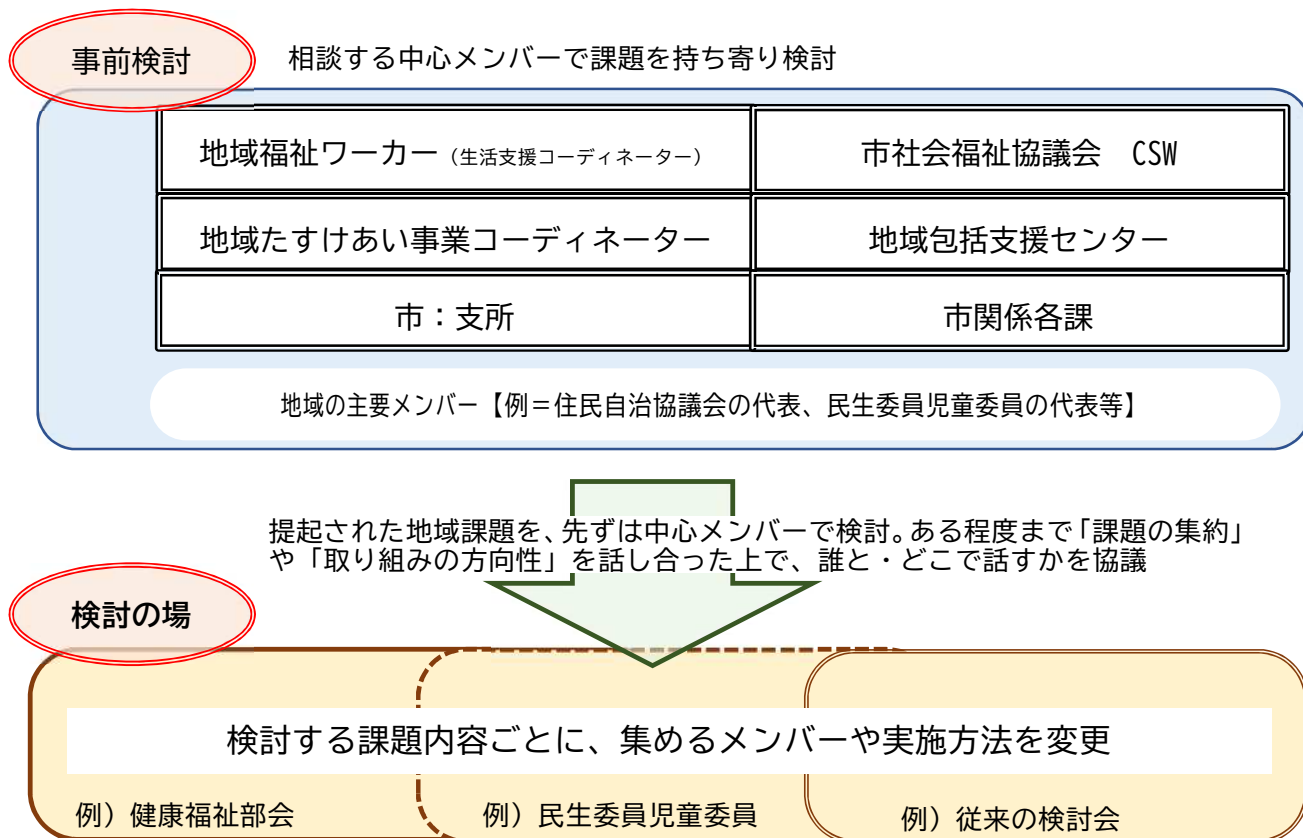 事前検討
相談する中心メンバーで課題を持ち寄り検討
地域福祉ワーカー（生活支援コーディネーター）
市社会福祉協議会　CSW
地域たすけあい事業コーディネーター
地域包括支援センター
市：支所
市関係各課
地域の主要メンバー【例＝住民自治協議会の代表、民生委員児童委員の代表等】
提起された地域課題を、先ずは中心メンバーで検討。ある程度まで「課題の集約」
や「取り組みの方向性」を話し合った上で、誰と・どこで話すかを協議
検討の場
検討する課題内容ごとに、集めるメンバーや実施方法を変更
例）健康福祉部会
例）民生委員児童委員
例）従来の検討会